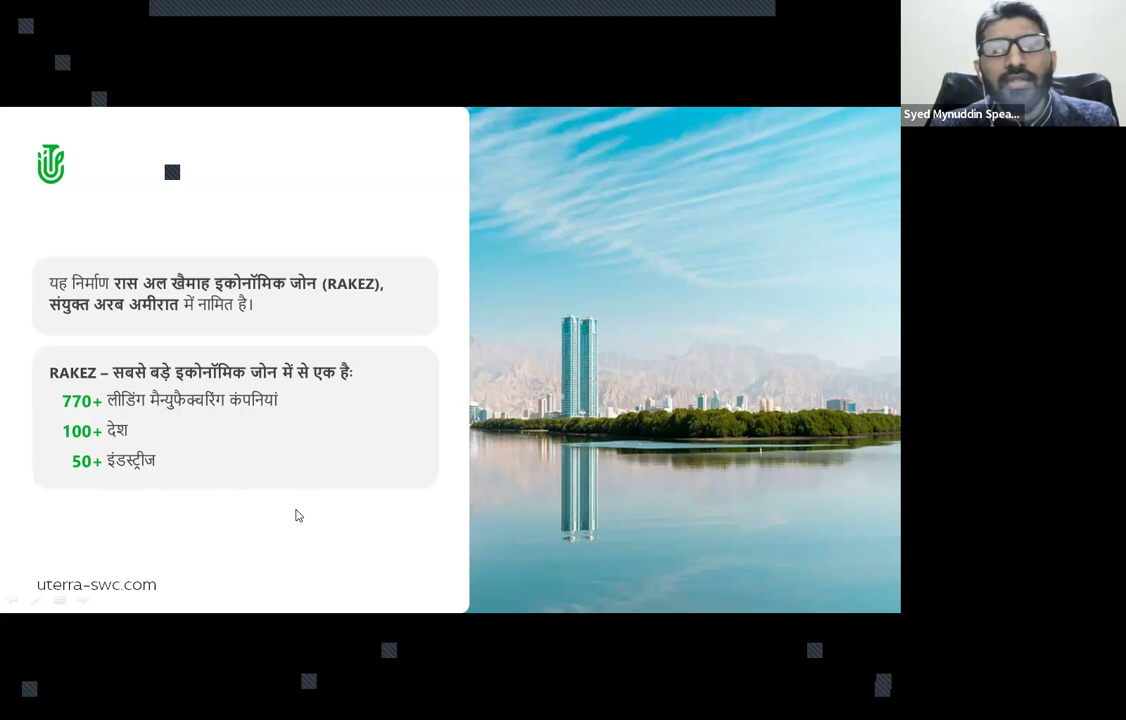 Syed Mynuddin Spea...
यह निर्माण रास अल खैमाह इकोनॉमिक जोन (RAKEZ),
संयुक्त अरब अमीरात में नामित है।
RAKEZ – सबसे बड़े इकोनॉमिक जोन में से एक है:
770+ लीडिंग मैन्युफैक्चरिंग कंपनियां
100+ देश
50+ इंडस्ट्रीज
uterra-swc.com